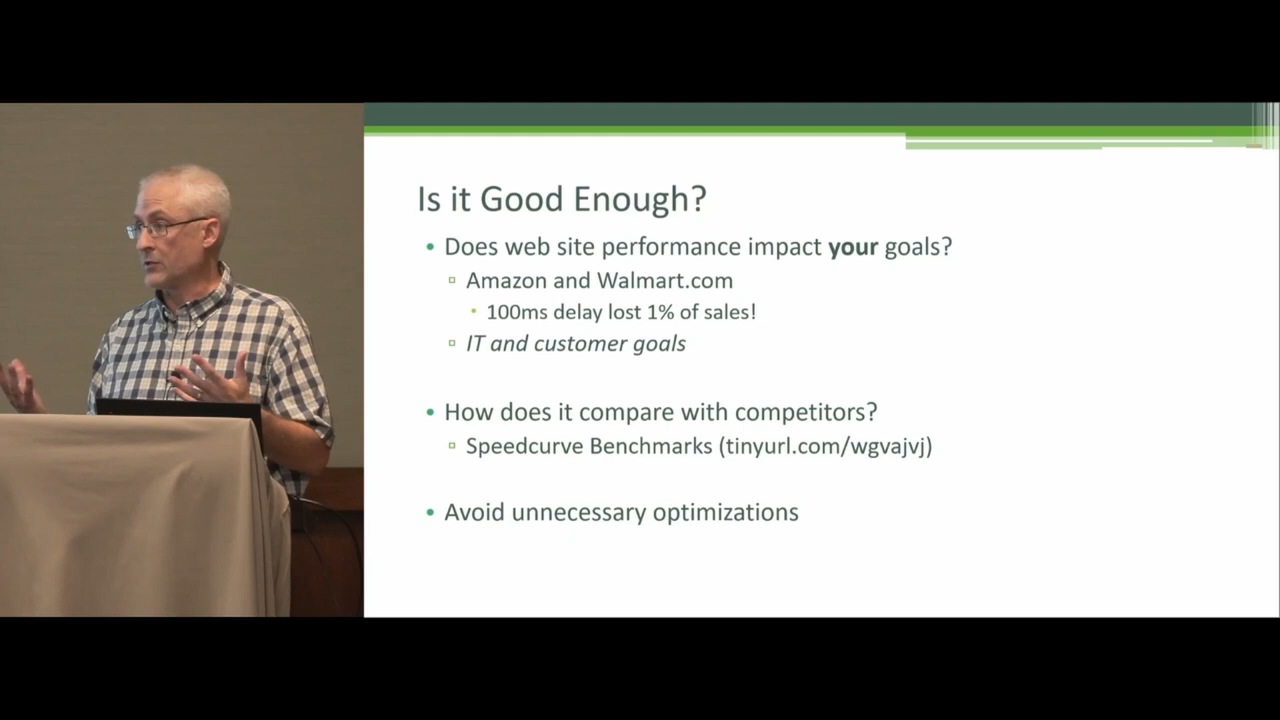 Is it Good Enough?
Does web site performance impact your goals?
Amazon and Walmart.com
100ms delay lost 1% of sales!
IT and customer goals
How does it compare with competitors?
Speedcurve Benchmarks (tinyurl.com/wgvajvj)
Avoid unnecessary optimizations